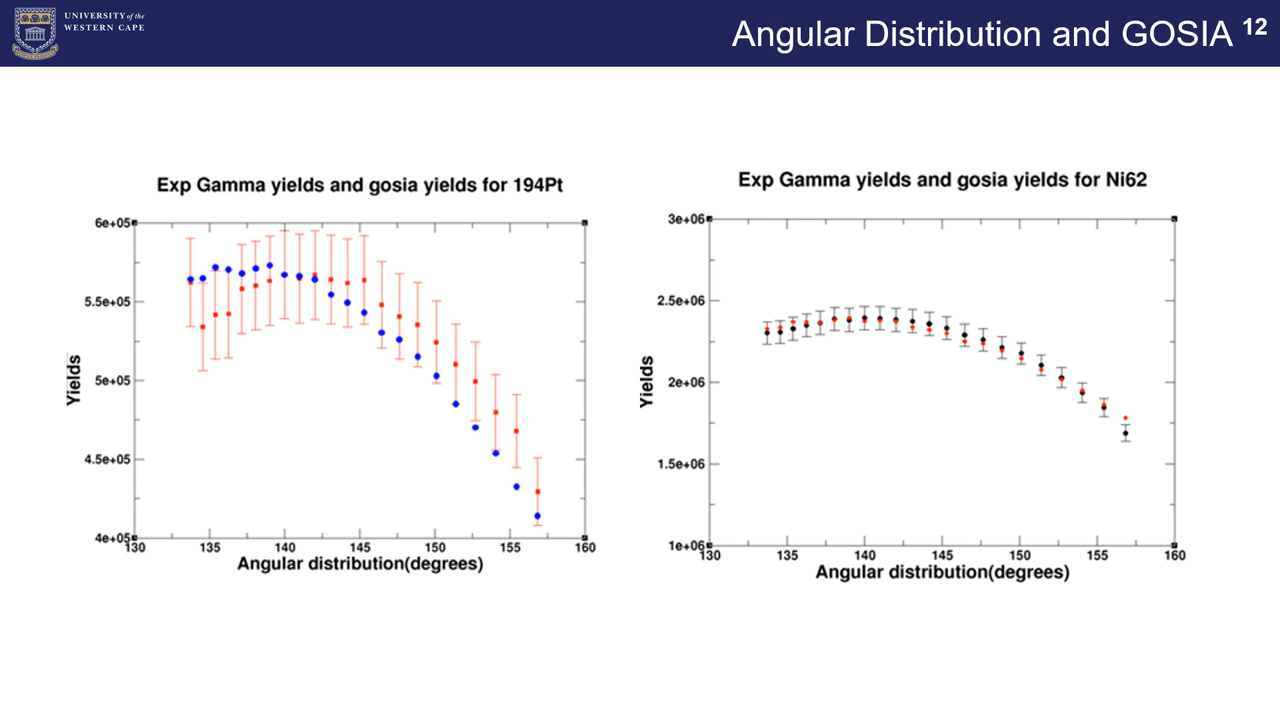 UNIVERSITY of the
WESTERN CAPE
Angular Distribution and GOSIA 12
Exp Gamma yields and gosia yields for 194Pt
6e+05
5.5e+05
5e+05
4.5e+05
4e+05
Yields
130 135 140 145 150 155 160
Angular distribution(degrees)
Exp Gamma yields and gosia yields for Ni62
3e+06
2.5e+06
2e+06
1.5e+06
1e+06
Yields
130 135 140 145 150 155 160
Angular distribution(degrees)